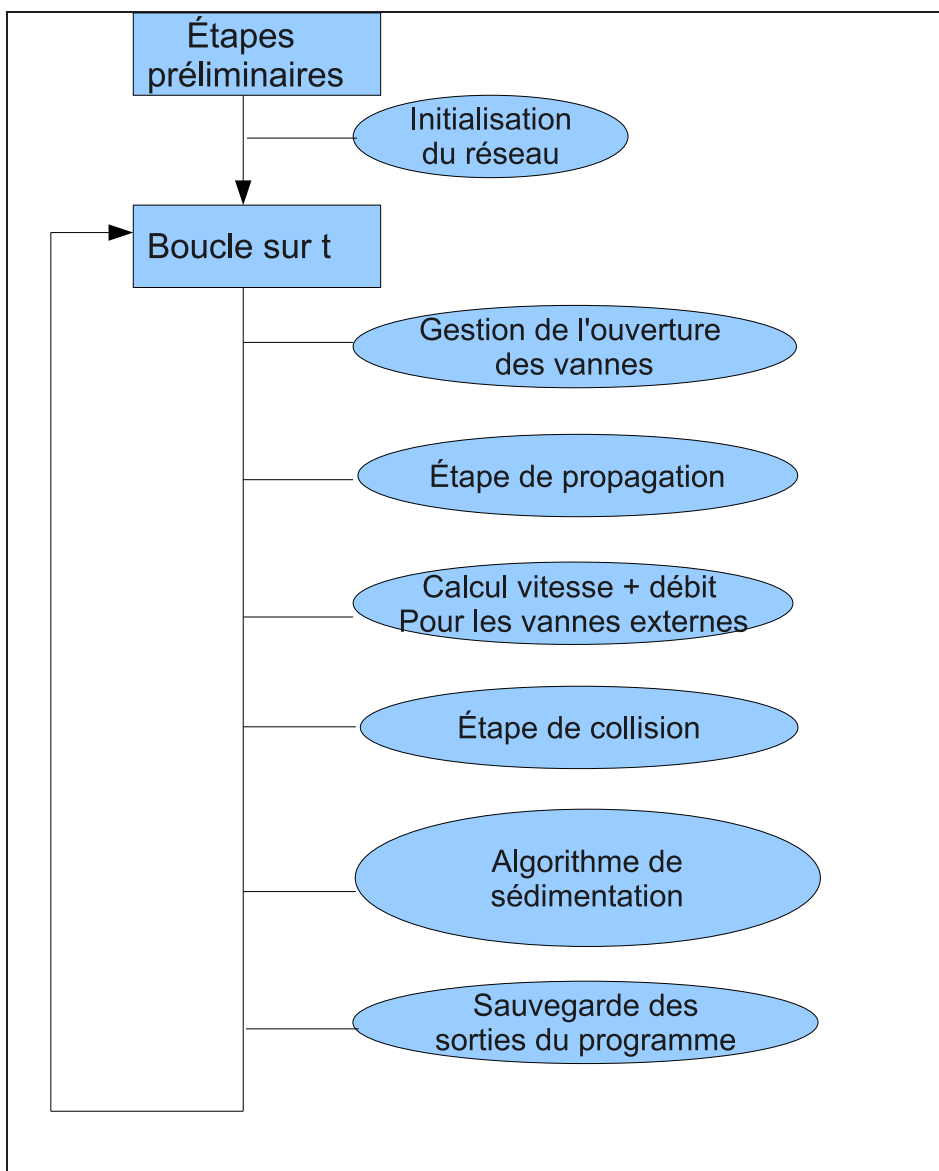 Étapes
préliminaires
Initialisation
du réseau
Boucle sur t
Gestion de l'ouverture
des vannes
Étape de propagation
Calcul vitesse + débit
Pour les vannes externes
Étape de collision
Algorithme de
sédimentation
Sauvegarde des
sorties du programme